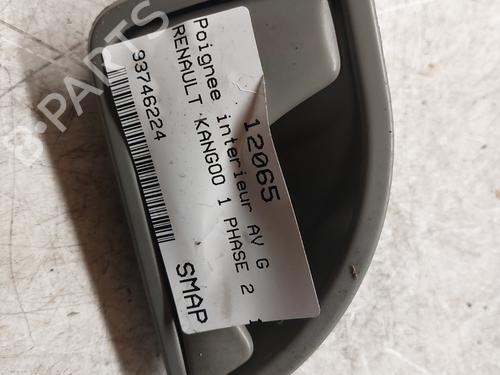 12065
Poignee interieur AV G
RENAULT KANGOO 1 PHASE 2
93746224
SMAP
B-PARTS